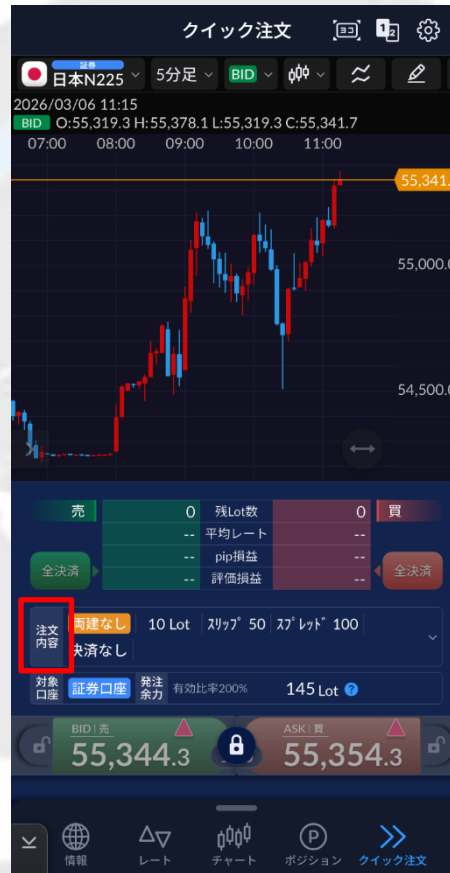 クイック注文
1 2
証券
日本N225 5分足 BID
2026/03/06 11:15
BID O:55,319.3 H:55,378.1 L:55,319.3 C:55,341.7
07:00 08:00 09:00 10:00 11:00
55,341.
55,000.0
54,500.0
売 0 残Lot数 0 買
-- 平均レート --
全決済 -- pip損益 -- 全決済
-- 評価損益 --
注文内容 両建なし 10 Lot スリップ 50 スプレッド 100
決済なし
対象口座 証券口座 発注余力 有効比率200% 145 Lot ?
BID|売 ASK|買
55,344.3 55,354.3
情報 レート チャート P ポジション クイック注文